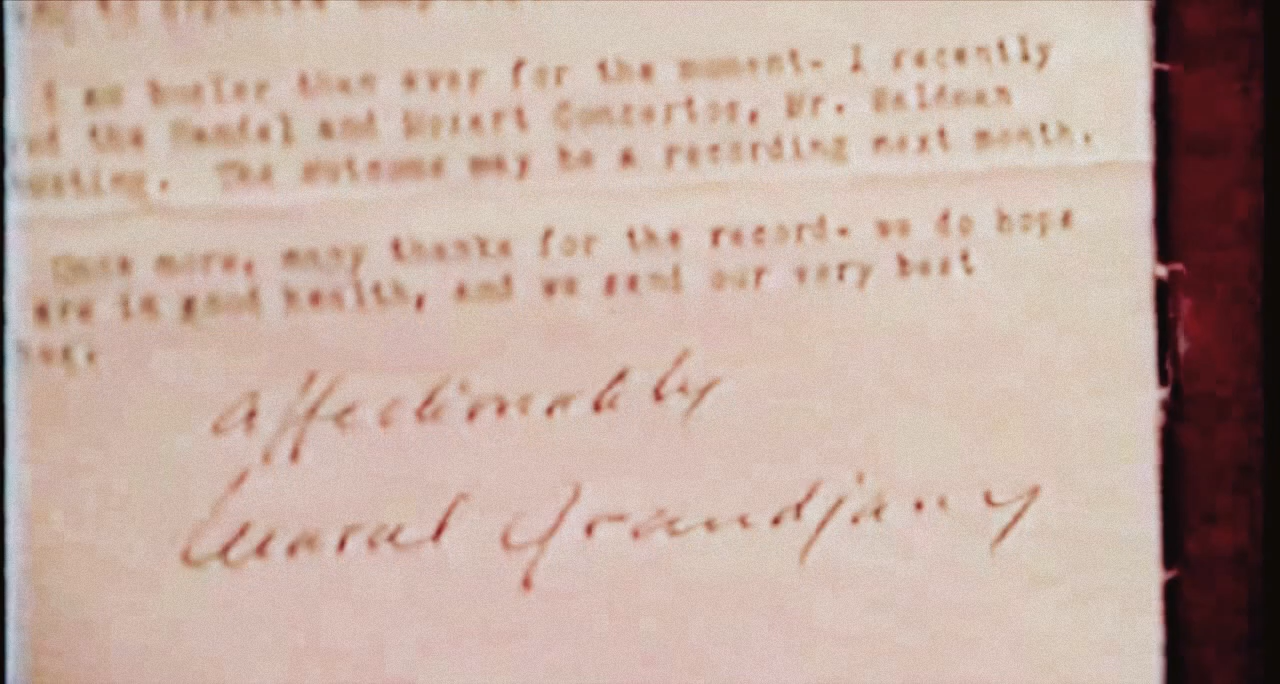 I am busier than ever for the moment- I recently
the Handel and Mozart Concertos, Mr. Waldman
The outcome may be a recording next month.
Once more, many thanks for the record- we do hope
are in good health, and we send our very best
affectionately
Marcel Grandjany